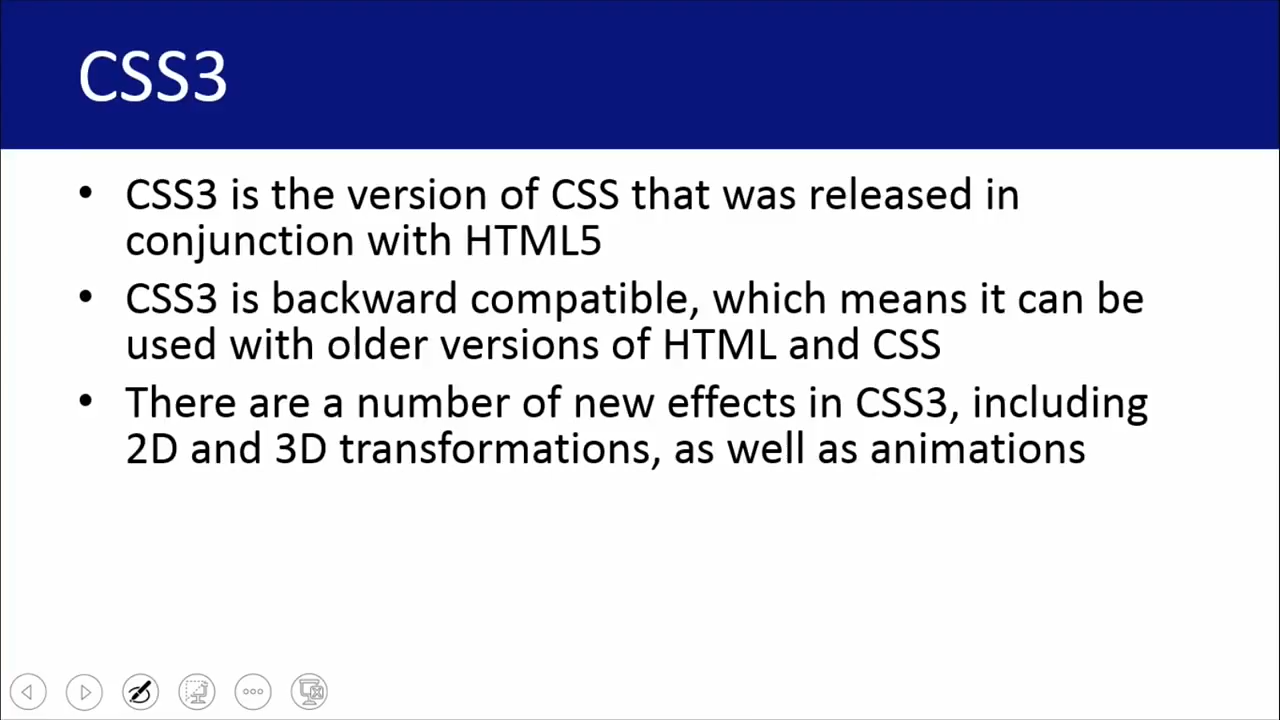 CSS3
• CSS3 is the version of CSS that was released in
conjunction with HTML5
• CSS3 is backward compatible, which means it can be
used with older versions of HTML and CSS
• There are a number of new effects in CSS3, including
2D and 3D transformations, as well as animations